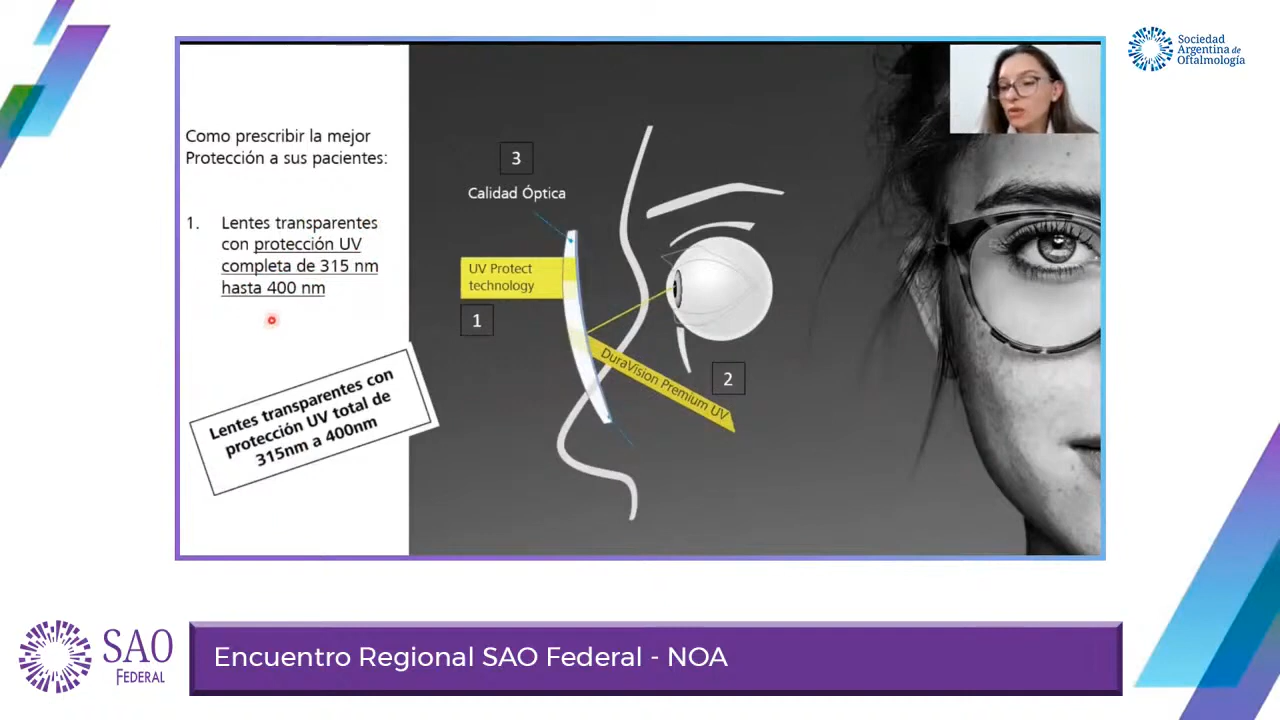 Sociedad
Argentina de
Oftalmología
Como prescribir la mejor
Protección a sus pacientes:
1. Lentes transparentes
con protección UV
completa de 315 nm
hasta 400 nm
Lentes transparentes con
protección UV total de
315nm a 400nm
3
Calidad Óptica
UV Protect
technology
1
2
DuraVision Premium UV
SAO
FEDERAL
Encuentro Regional SAO Federal - NOA